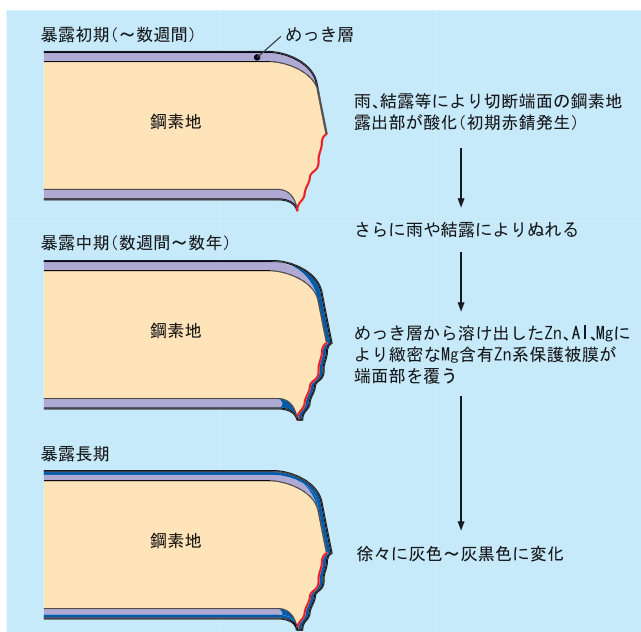 暴露初期(～数週間)
めっき層
鋼素地
雨、結露等により切断端面の鋼素地
露出部が酸化(初期赤錆発生)
さらに雨や結露によりぬれる
暴露中期(数週間～数年)
鋼素地
めっき層から溶け出したZn、Al、Mgに
より緻密なMg含有Zn系保護被膜が
端面部を覆う
暴露長期
鋼素地
徐々に灰色～灰黒色に変化